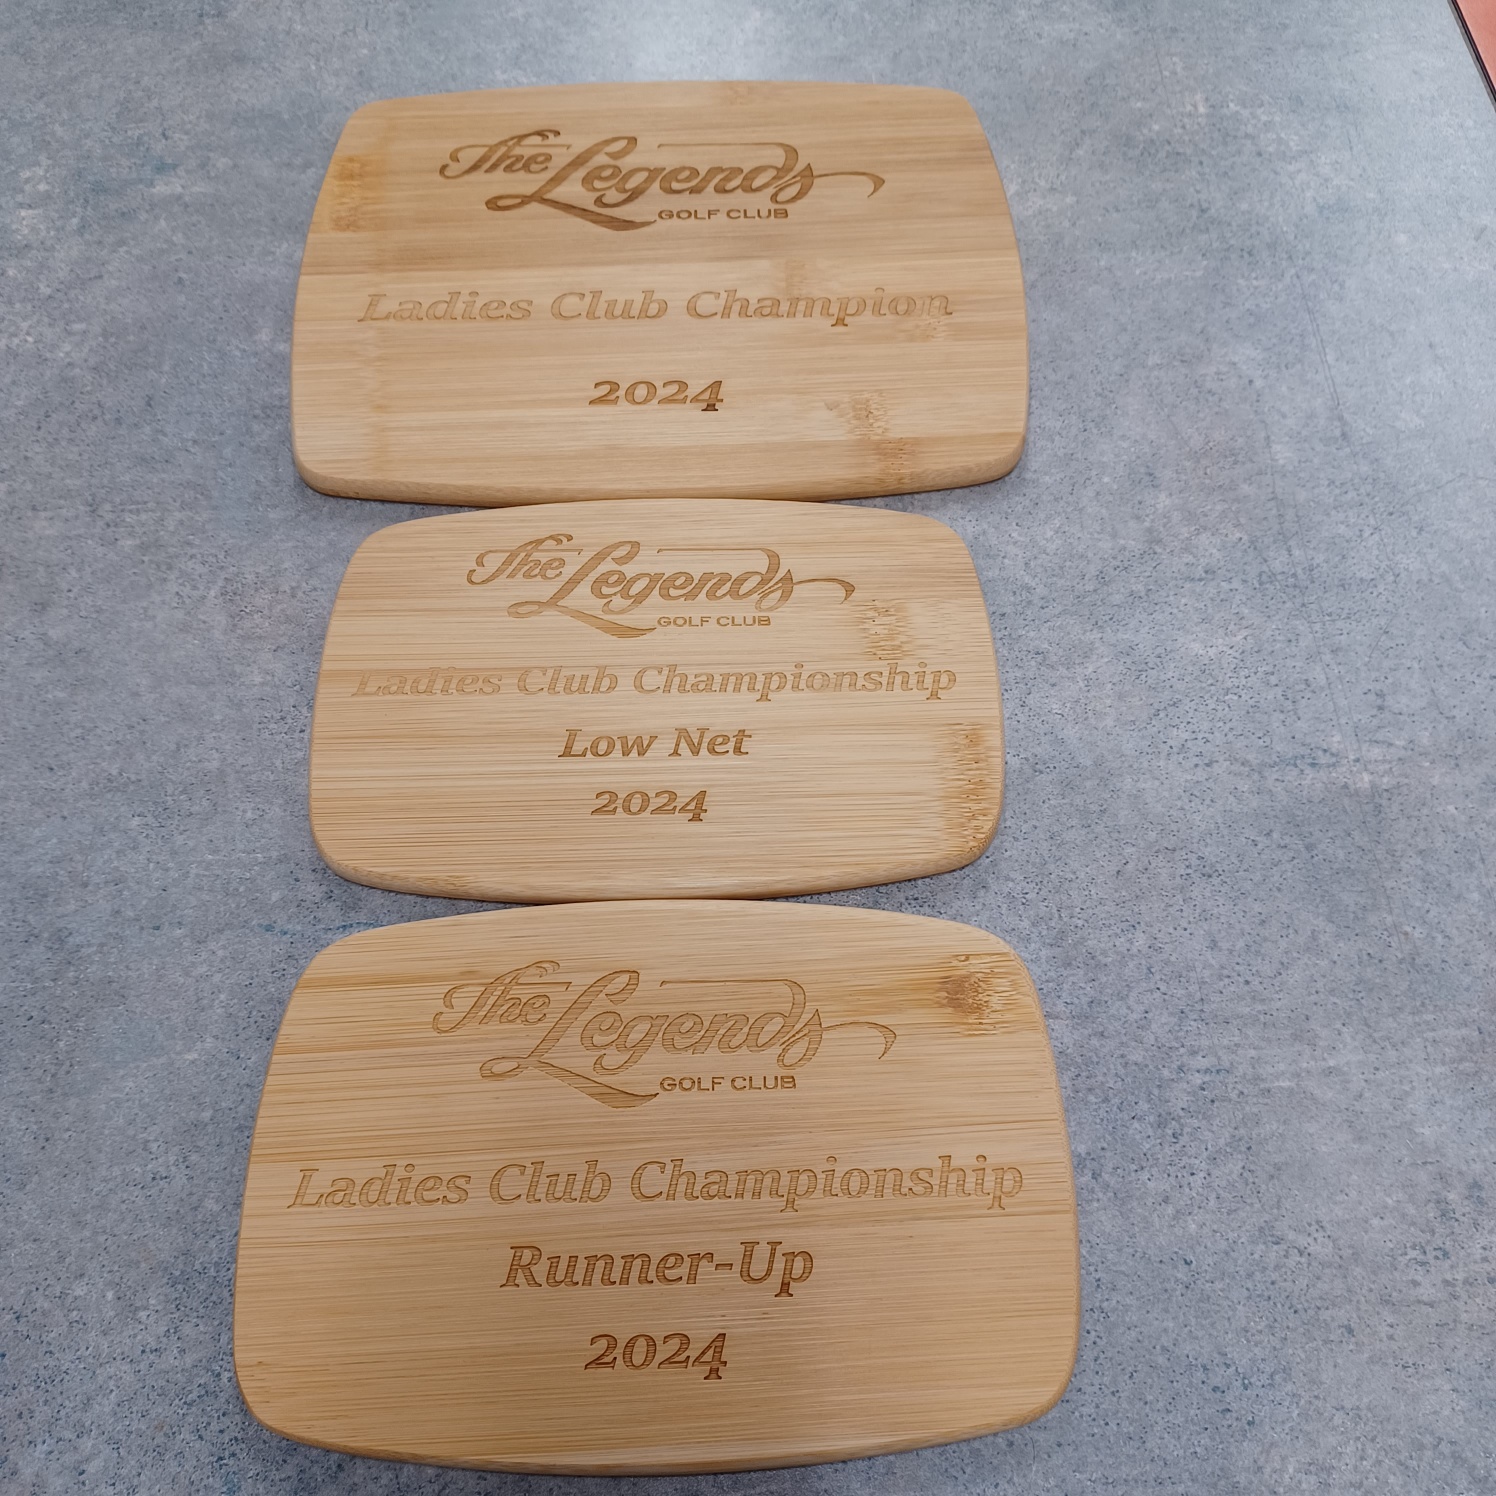 The Legends
GOLF CLUB
Ladies Club Champion
2024
The Legends
GOLF CLUB
Ladies Club Championship
Low Net
2024
The Legends
GOLF CLUB
Ladies Club Championship
Runner-Up
2024